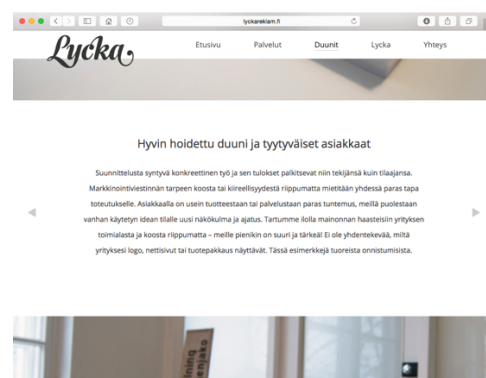 lyckareklam.fi
Lycka
Etusivu
Palvelut
Duunit
Lycka
Yhteys
Hyvin hoidettu duuni ja tyytyväiset asiakkaat
Suunnittelusta syntyvä konkreettinen työ ja sen tulokset palkitsevat niin tekijänsä kuin tilaajansa.
Markkinointiviestinnän tarpeen koosta tai kiireellisyydestä riippumatta mietitään yhdessä paras tapa
toteutukselle. Asiakkaalla on usein tuotteestaan tai palvelustaan paras tuntemus, meillä puolestaan
vanhan käytetyn idean tilalle uusi näkökulma ja ajatus. Tartumme ilolla mainonnan haasteisiin yrityksen
toimialasta ja koosta riippumatta – meille pienikin on suuri ja tärkeä! Ei ole yhdentekevää, miltä
yrityksesi logo, nettisivut tai tuotepakkaus näyttävät. Tässä esimerkkejä tuoreista onnistumisista.